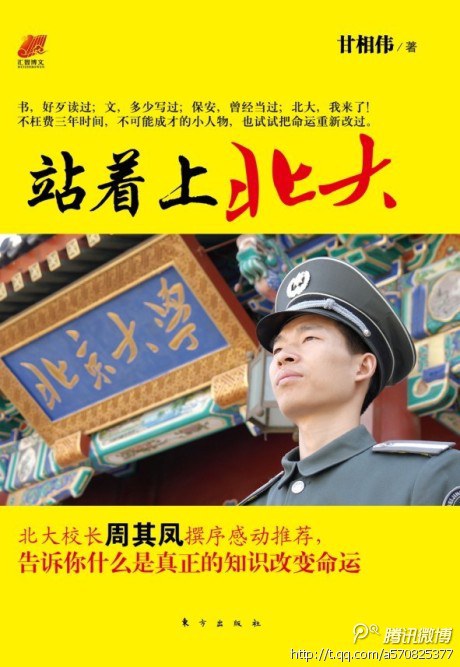 汇智博文
甘相伟/著
书,好歹读过;文,多少写过;保安,曾经当过;北大,我来了!
不枉费三年时间,不可能成才的小人物,也试试把命运重新改过。
站着上北大
北京大学
北大校长周其凤撰序感动推荐,
告诉你什么是真正的知识改变命运
东方出版社
腾讯微博
http://t.qq.com/a570825377